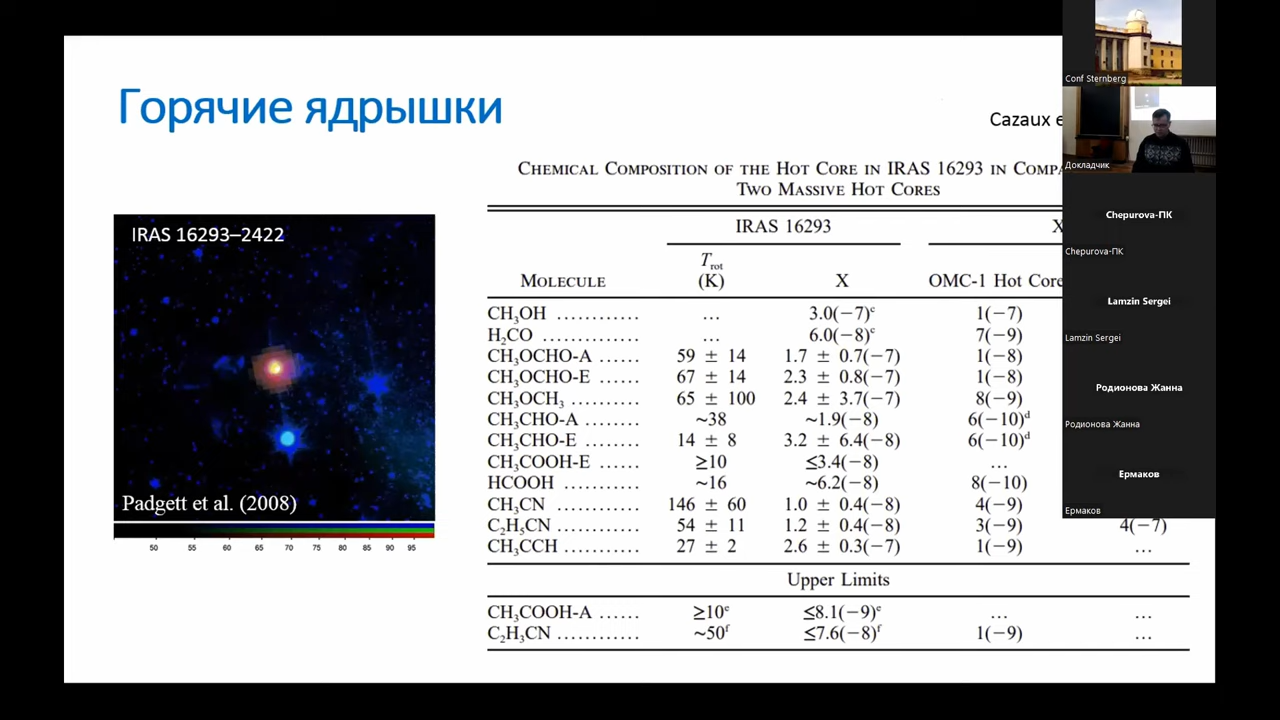 Горячие ядрышки
Cazaux e
CHEMICAL COMPOSITION OF THE HOT CORE IN IRAS 16293 IN COMPA
TWO MASSIVE HOT CORES
IRAS 16293
X
MOLECULE
T_rot
(K)
X
OMC-1 Hot Core
CH₃OH ............ ... 3.0(−7)ᶜ 1(−7)
H₂CO .............. ... 6.0(−8)ᶜ 7(−9)
CH₃OCHO-A ...... 59 ± 14 1.7 ± 0.7(−7) 1(−8)
CH₃OCHO-E ...... 67 ± 14 2.3 ± 0.8(−7) 1(−8)
CH₃OCH₃ .......... 65 ± 100 2.4 ± 3.7(−7) 8(−9)
CH₃CHO-A ........ ~38 ~1.9(−8) 6(−10)ᵈ
CH₃CHO-E ........ 14 ± 8 3.2 ± 6.4(−8) 6(−10)ᵈ
CH₃COOH-E ...... ≥10 ≤3.4(−8) ...
HCOOH ........... ~16 ~6.2(−8) 8(−10)
CH₃CN ............ 146 ± 60 1.0 ± 0.4(−8) 4(−9)
C₂H₅CN ........... 54 ± 11 1.2 ± 0.4(−8) 3(−9) 4(−7)
CH₃CCH .......... 27 ± 2 2.6 ± 0.3(−7) 1(−9) ...
Upper Limits
CH₃COOH-A ...... ≥10ᵉ ≤8.1(−9)ᵉ ... ...
C₂H₃CN ............ ~50ᶠ ≤7.6(−8)ᶠ 1(−9) ...
IRAS 16293–2422
Padgett et al. (2008)
50 55 60 65 70 75 80 85 90 95
Conf Sternberg
Докладчик
Chepurova-ПК
Chepurova-ПК
Lamzin Sergei
Lamzin Sergei
Родионова Жанна
Родионова Жанна
Ермаков
Ермаков